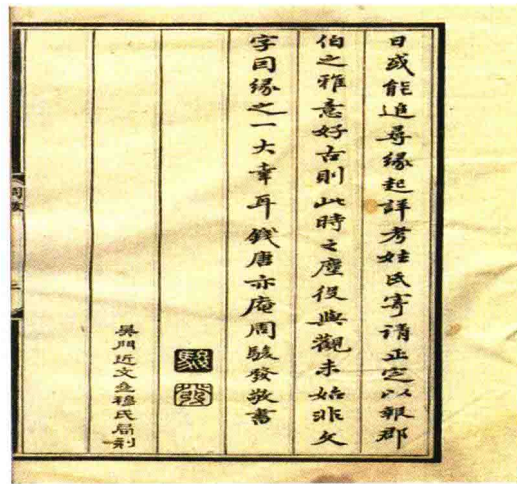 日或能追尋緣起詳考姓氏寄請正定以報郡
伯之雅意好古則此時之塵役與觀未始非文
字因緣之一大幸耳錢唐亦庵周駿發敬書
駿
發
吳門近文齋穆氏局刻